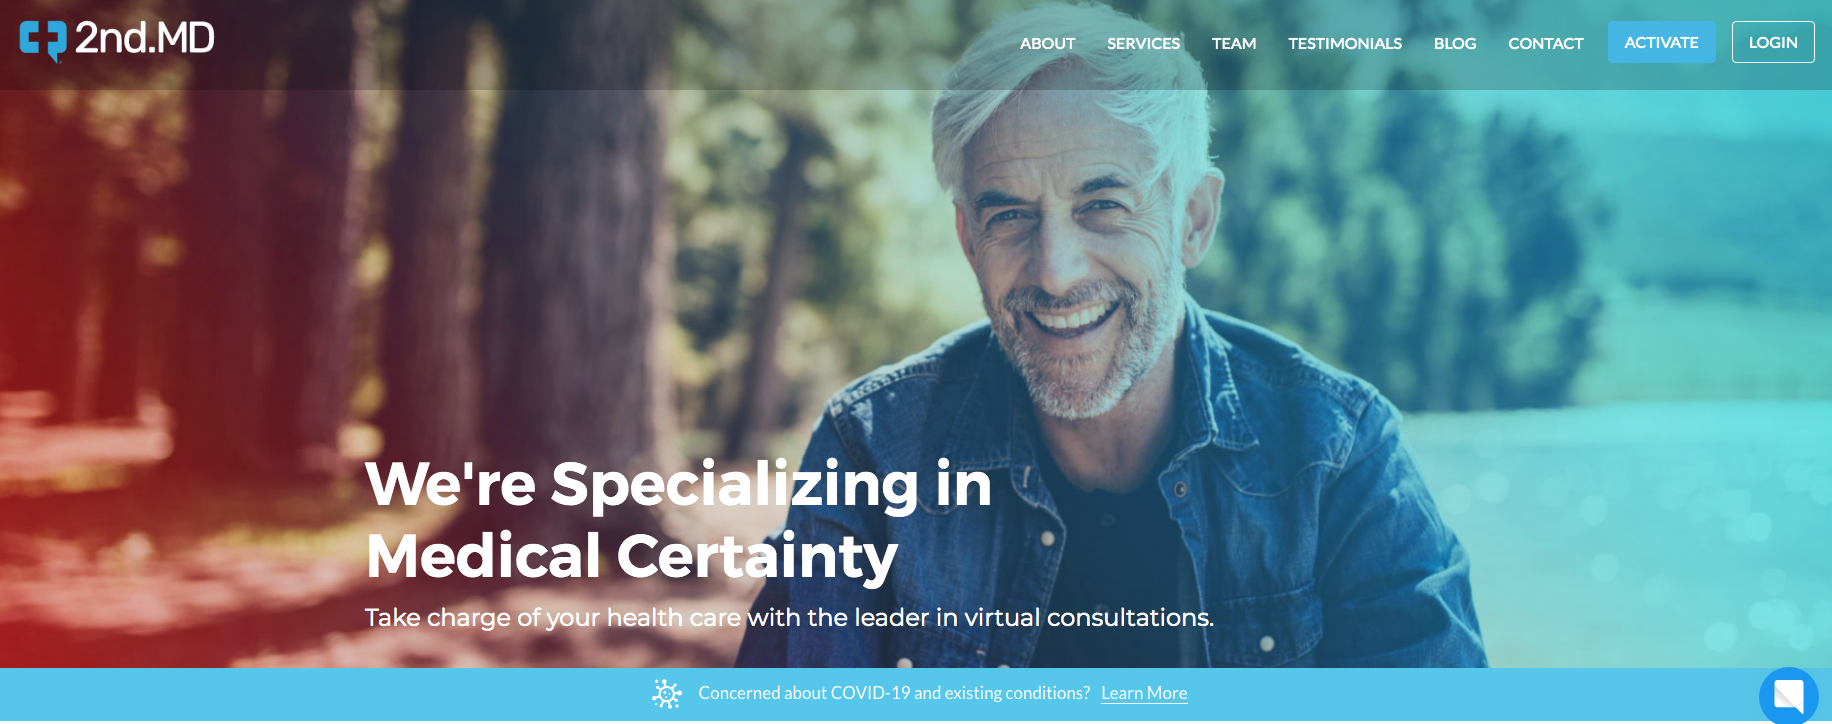 2nd.MD
ABOUT SERVICES TEAM TESTIMONIALS BLOG CONTACT ACTIVATE LOGIN
We're Specializing in
Medical Certainty
Take charge of your health care with the leader in virtual consultations.
Concerned about COVID-19 and existing conditions? Learn More